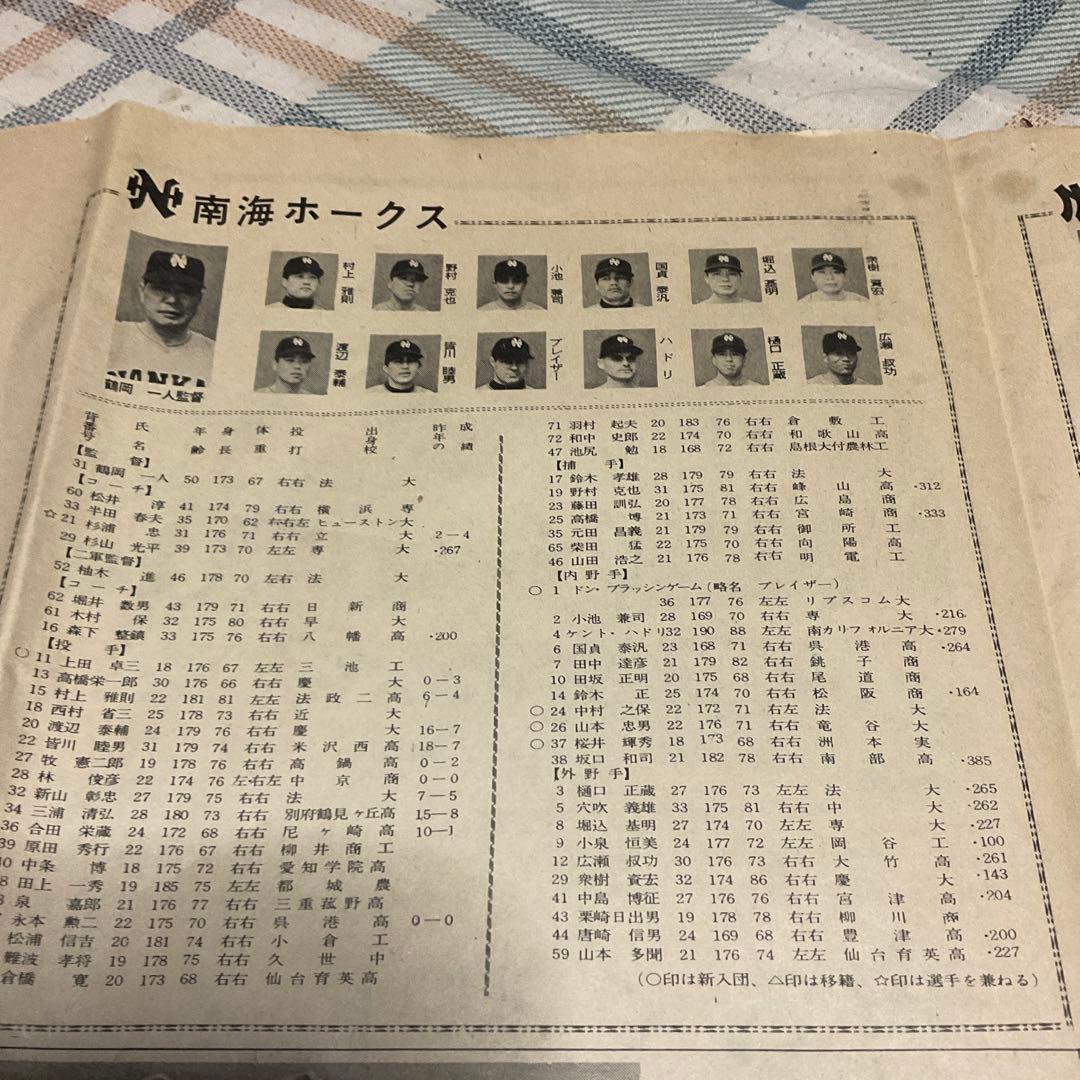 南海ホークス
村上 雅則
野村 克也
小池 兼司
国貞 泰汎
堀込 基明
衆樹 資宏
渡辺 泰輔
皆川 睦男
ブレイザー
ハドリ
樋口 正蔵
広瀬 叔功
NANKA
鶴岡 一人監督
背番号 氏名 年齢 身長 体重 投打 出身校 昨年の成績
【監督】
31 鶴岡 一人 50 173 67 右右 法大
【コーチ】
60 松井 淳 41 174 79 右右 横浜専
33 半田 春夫 35 170 62 右右左 ヒューストン大
☆21 杉浦 忠 31 176 71 右右 立大 2―4
29 杉山 光平 39 173 70 左左 専大 ・267
【二軍監督】
52 柚木 進 46 178 70 左右 法大
【コーチ】
62 堀井 数男 43 179 71 右右 日新商
61 木村 保 32 175 80 右右 早大
16 森下 整鎮 33 175 76 右右 八幡高 ・200
【投手】
○11 上田 卓三 18 176 67 左左 三池工
13 高橋栄一郎 30 176 66 右右 慶大 0―3
15 村上 雅則 22 181 81 左左 法政二高 6―4
18 西村 省三 25 178 73 右右 近大
20 渡辺 泰輔 24 179 76 右右 慶大 16―7
22 皆川 睦男 31 179 74 右右 米沢西高 18―7
27 牧 憲二郎 19 178 76 右右 高鍋高 0―2
28 林 俊彦 22 174 76 左・右左 中京商 0―0
32 新山 彰忠 27 179 75 右右 法大 7―5
34 三浦 清弘 28 180 73 右右 別府鶴見ヶ丘高 15―8
36 合田 栄蔵 24 172 68 右右 尼ヶ崎高 10―1
39 原田 秀行 22 176 67 右右 柳井商工
40 中条 博 18 175 72 右右 愛知学院高
8 田上 一秀 19 185 75 左左 都城農
泉 嘉郎 21 176 77 右右 三重菰野高
永本 勲二 22 175 70 右右 呉港高 0―0
松浦 信吉 20 181 74 右右 小倉工
難波 孝将 19 178 75 右右 久世中
倉橋 寛 20 173 68 右右 仙台育英高
71 羽村 起夫 20 183 76 右右 倉敷工
72 和中 史郎 22 174 70 右右 和歌山高
47 池尻 勉 18 168 72 右右 島根大付農林工
【捕手】
17 鈴木 孝雄 28 179 79 右右 法大
19 野村 克也 31 175 81 右右 峰山高 ・312
23 藤田 訓弘 20 177 78 右右 広島商
25 高橋 博 21 173 71 右右 宮崎商 ・333
35 元田 昌義 21 179 79 右右 御所工
65 柴田 猛 22 175 70 右右 向陽高
46 山田 浩之 21 176 78 右右 明電工
【内野手】
○1 ドン・ブラッシンゲーム(略名 ブレイザー)
36 177 76 左左 リプスコム大
2 小池 兼司 28 169 70 右右 専大 ・216
4 ケント・ハドリ 32 190 88 左左 南カリフォルニア大 ・279
6 国貞 泰汎 23 168 71 右右 呉港高 ・264
7 田中 達彦 21 179 82 右右 銚子商
10 田坂 正明 20 175 68 右右 尾道商
14 鈴木 正 25 174 70 右右 松阪商 ・164
○24 中村 之保 22 172 71 右左 法大
○26 山本 忠男 22 176 71 右右 竜谷大
○37 桜井 輝秀 18 173 68 右右 洲本実
38 坂口 和司 21 182 78 右右 南部高 ・385
【外野手】
3 樋口 正蔵 27 176 73 左左 法大 ・265
5 穴吹 義雄 33 175 81 右右 中大 ・262
8 堀込 基明 27 174 70 左左 専大 ・227
9 小泉 恒美 24 177 72 左左 岡谷工 ・100
12 広瀬 叔功 30 176 73 右右 大竹高 ・261
29 衆樹 資宏 32 174 86 右右 慶大 ・143
41 中島 博征 27 176 76 右右 宮津高 ・204
43 栗崎日出男 19 178 78 右右 柳川商
44 唐崎 信男 24 169 68 右右 豊津高 ・200
59 山本 多聞 21 176 74 左左 仙台育英高 ・227
(○印は新入団、△印は移籍、☆印は選手を兼ねる)